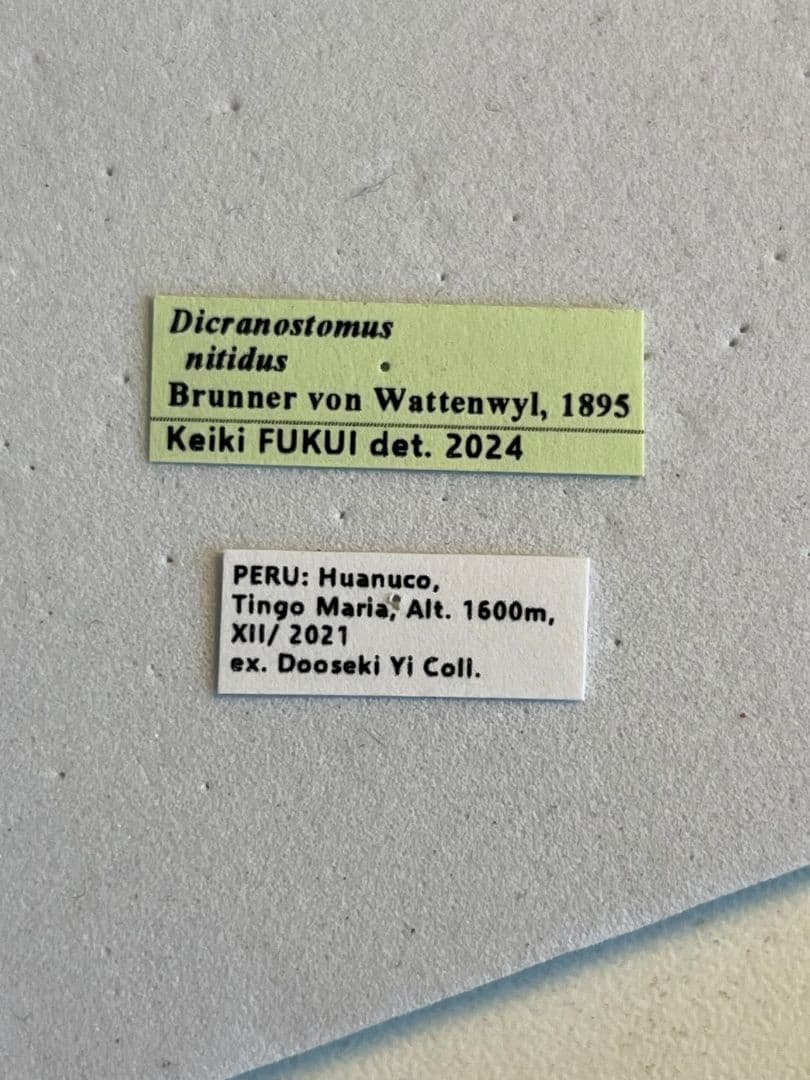 Dicranostomus
nitidus
Brunner von Wattenwyl, 1895
Keiki FUKUI det. 2024
PERU: Huanuco,
Tingo Maria, Alt. 1600m,
XII/ 2021
ex. Dooseki Yi Coll.